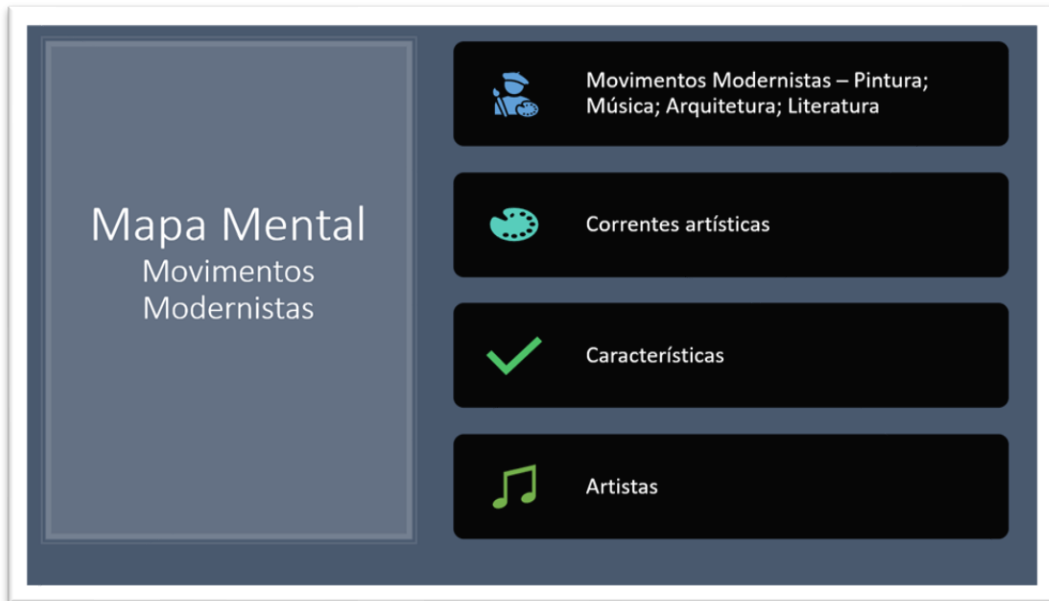 Mapa Mental
Movimentos
Modernistas
Movimentos Modernistas – Pintura;
Música; Arquitetura; Literatura
Correntes artísticas
Características
Artistas